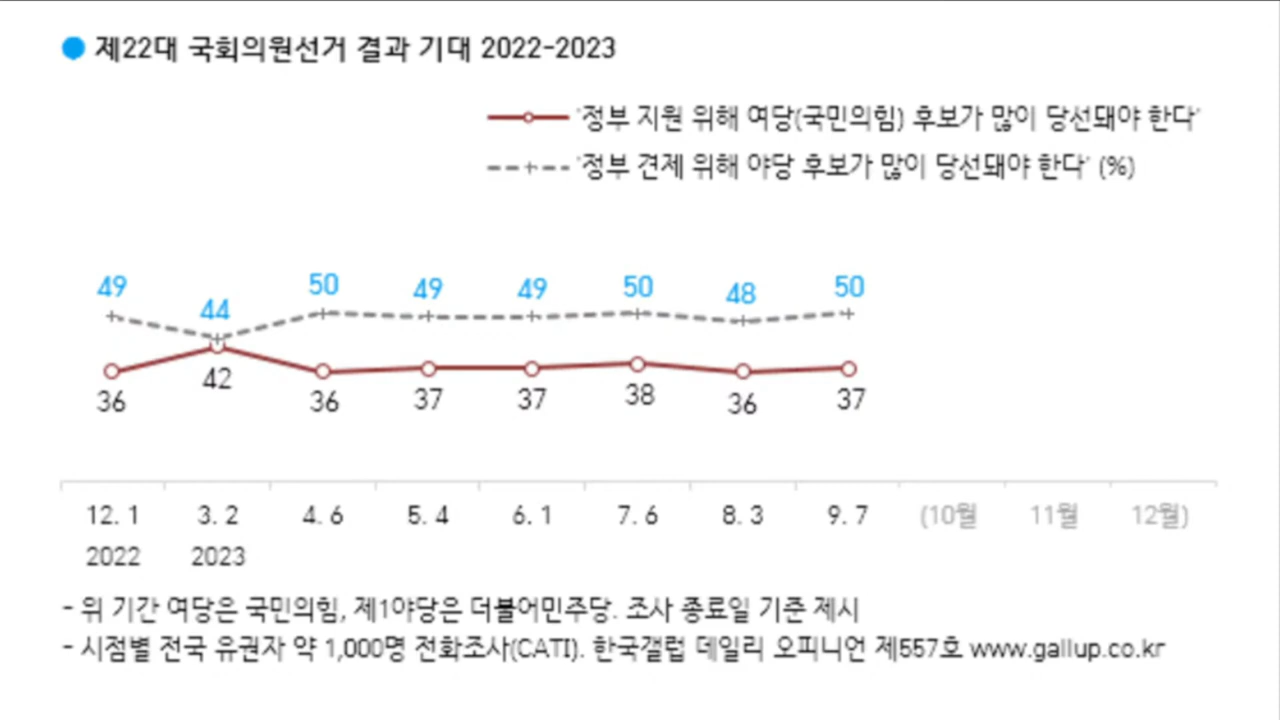 제22대 국회의원선거 결과 기대 2022-2023
'정부 지원 위해 여당(국민의힘) 후보가 많이 당선돼야 한다'
'정부 견제 위해 야당 후보가 많이 당선돼야 한다' (%)
49 44 50 49 49 50 48 50
36 42 36 37 37 38 36 37
12. 1 3. 2 4. 6 5. 4 6. 1 7. 6 8. 3 9. 7 (10월 11월 12월)
2022 2023
- 위 기간 여당은 국민의힘, 제1야당은 더불어민주당. 조사 종료일 기준 제시
- 시점별 전국 유권자 약 1,000명 전화조사(CATI). 한국갤럽 데일리 오피니언 제557호 www.gallup.co.kr